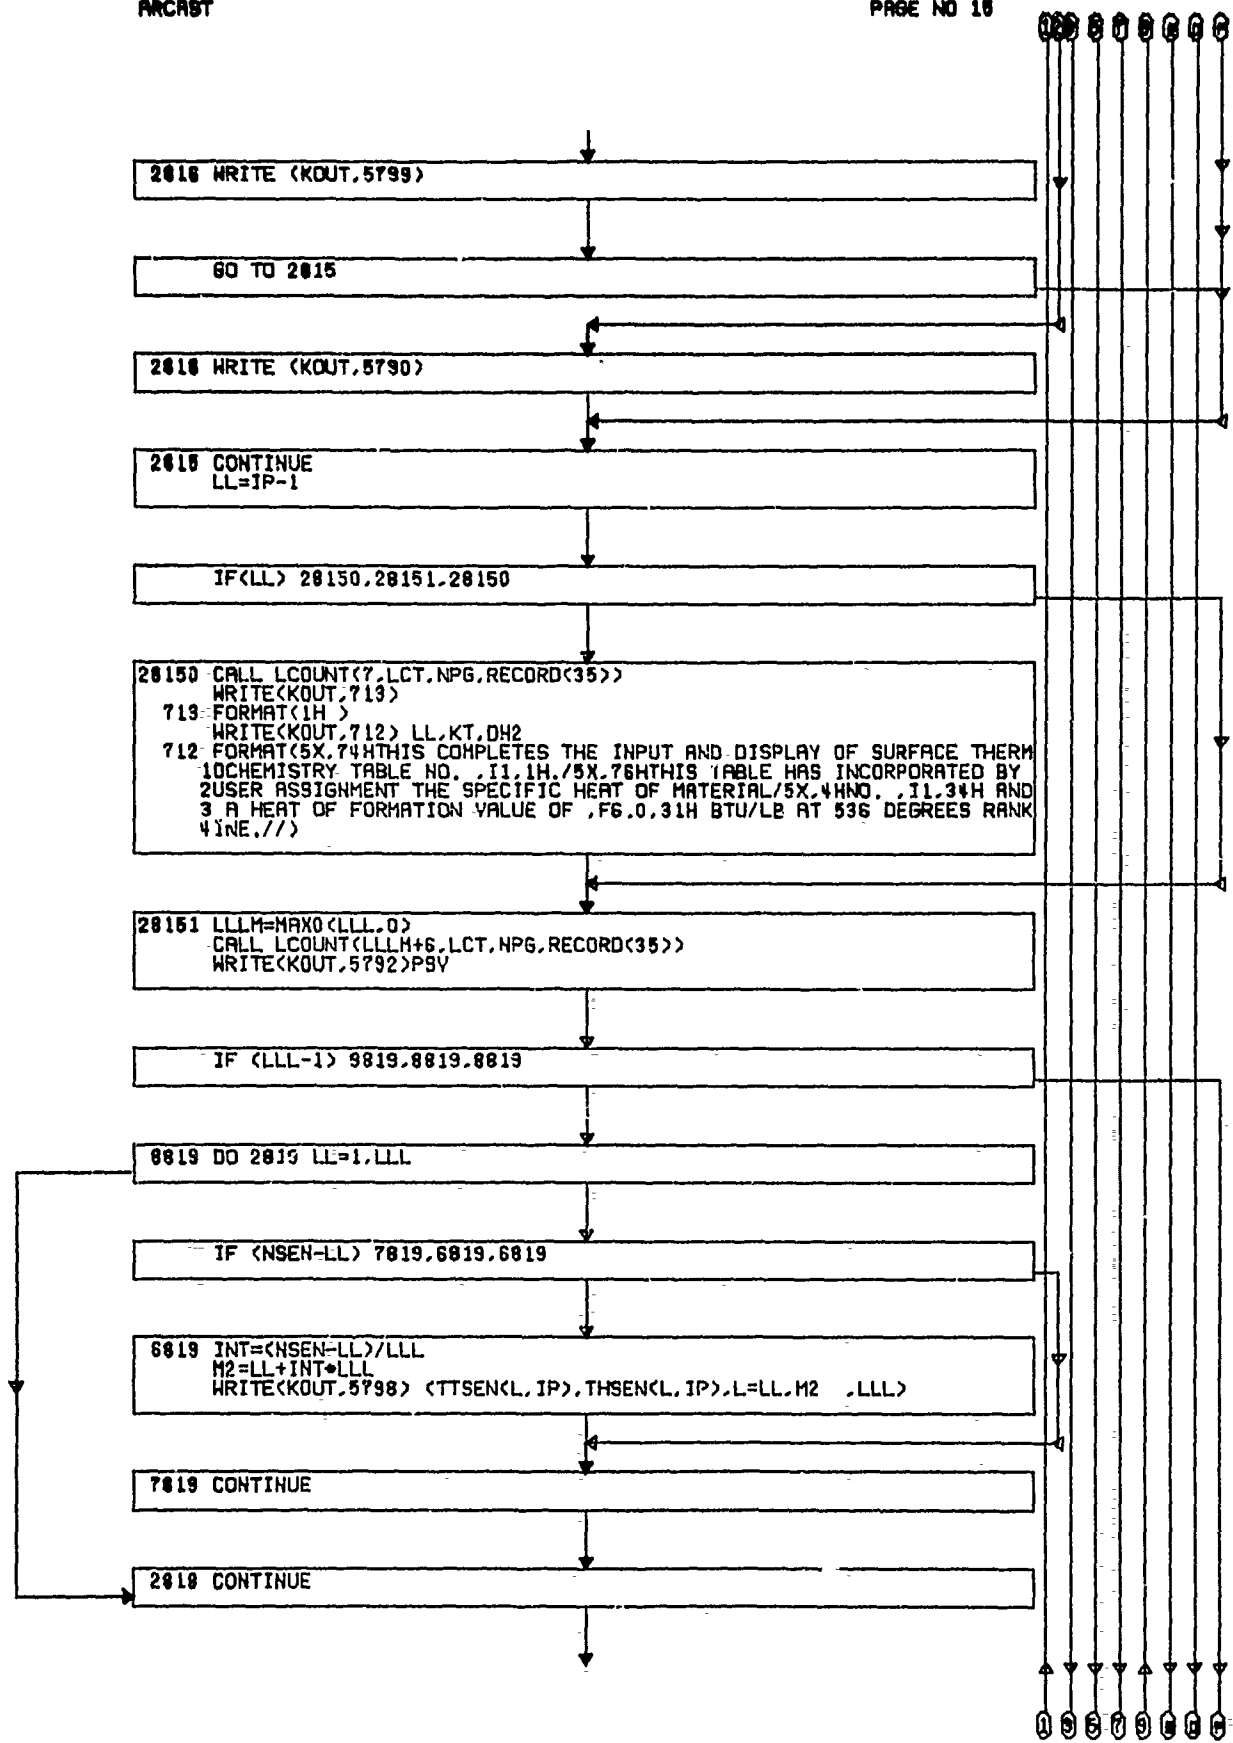 ARCAST
PAGE NO 16
2816 WRITE (KOUT,5799)
GO TO 2815
2818 WRITE (KOUT,5790)
2815 CONTINUE
LL=IP-1
IF(LL) 28150,28151,28150
28150 CALL LCOUNT(7,LCT,NPG,RECORD(35))
WRITE(KOUT,713)
713 FORMAT(1H )
WRITE(KOUT,712) LL,KT,DH2
712 FORMAT(5X,74HTHIS COMPLETES THE INPUT AND DISPLAY OF SURFACE THERM
1OCHEMISTRY TABLE NO. ,I1,1H./5X,76HTHIS TABLE HAS INCORPORATED BY
2USER ASSIGNMENT THE SPECIFIC HEAT OF MATERIAL/5X,4HNO. ,I1,34H AND
3 A HEAT OF FORMATION VALUE OF ,F6.0,31H BTU/LB AT 536 DEGREES RANK
4INE.//)
28151 LLLM=MAX0(LLL,0)
CALL LCOUNT(LLLM+6,LCT,NPG,RECORD(35))
WRITE(KOUT,5792)PSV
IF (LLL-1) 9819,8819,8819
8819 DO 2819 LL=1,LLL
IF (NSEN-LL) 7819,6819,6819
6819 INT=(NSEN-LL)/LLL
M2=LL+INT*LLL
WRITE(KOUT,5798) (TTSEN(L,IP),THSEN(L,IP),L=LL,M2 ,LLL)
7819 CONTINUE
2819 CONTINUE
1 3 5 7 9